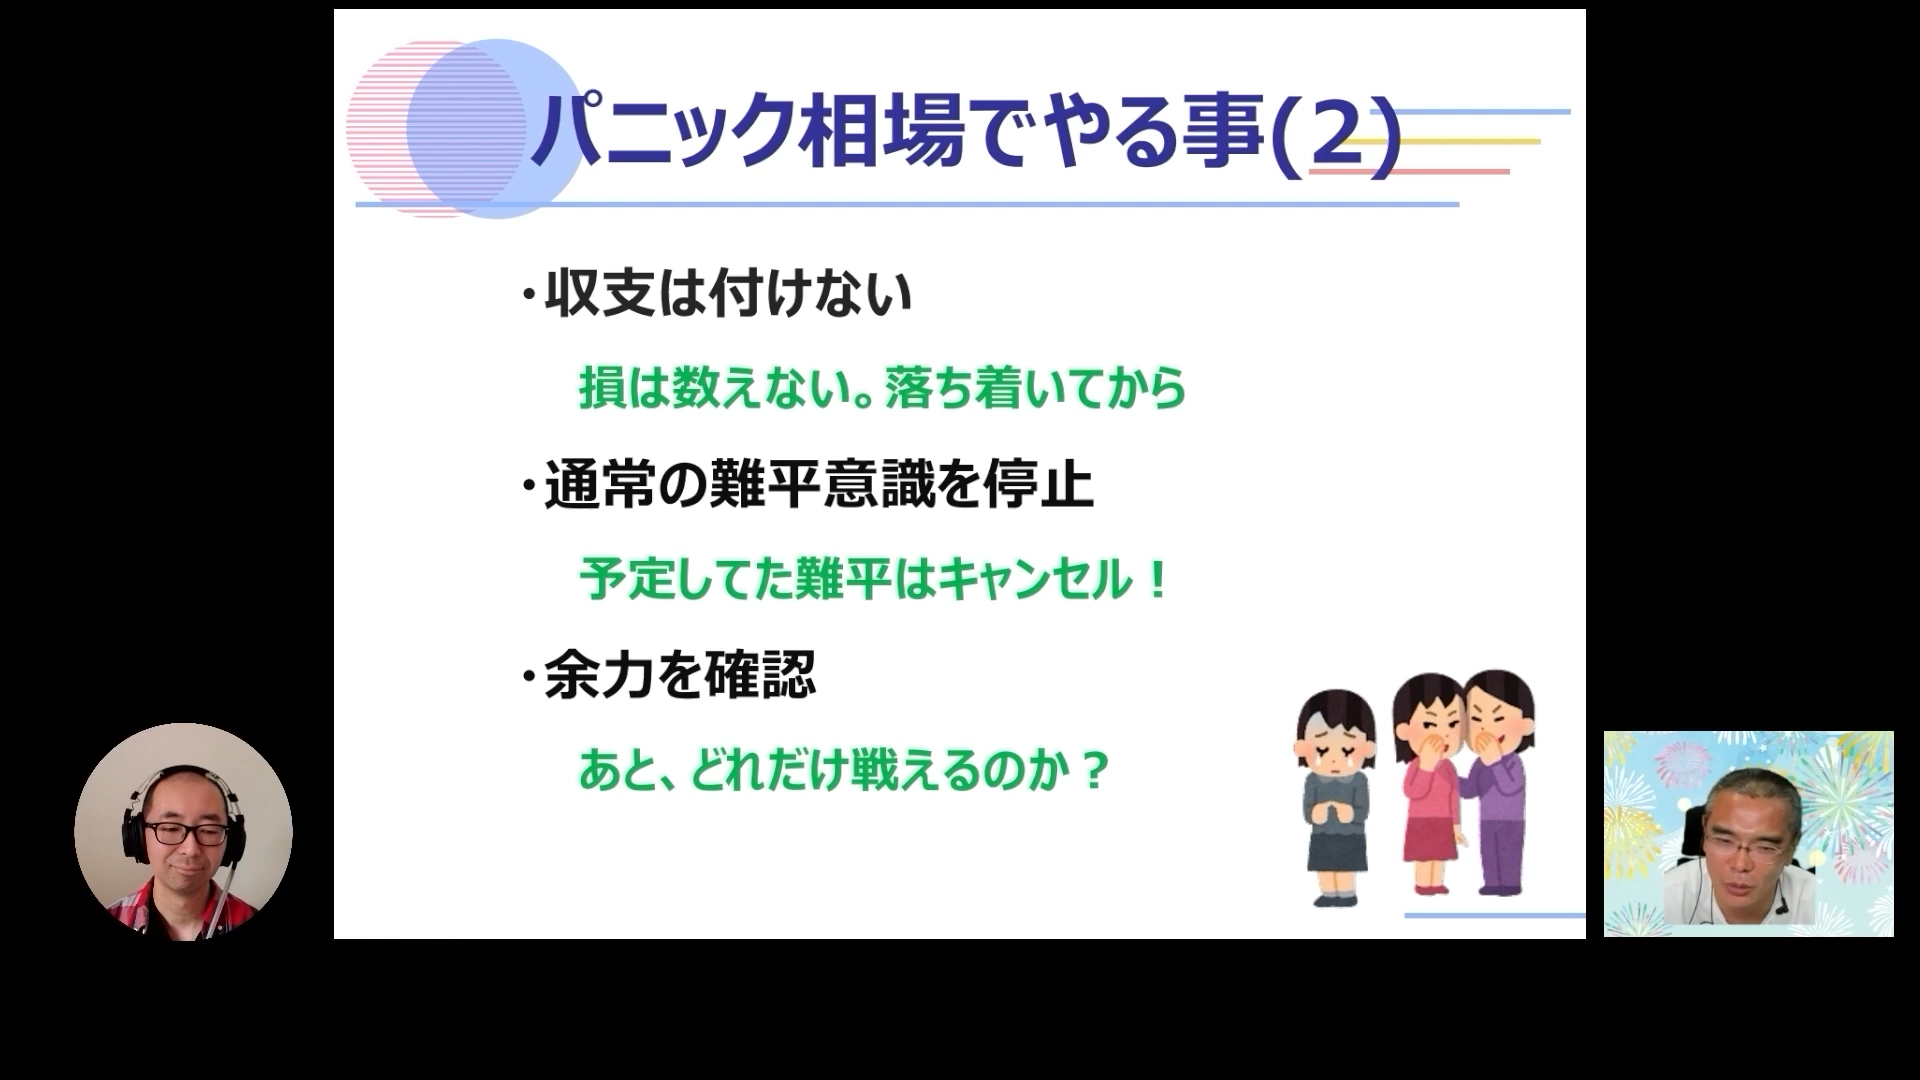 パニック相場でやる事(2)
・収支は付けない
損は数えない。落ち着いてから
・通常の難平意識を停止
予定してた難平はキャンセル！
・余力を確認
あと、どれだけ戦えるのか？